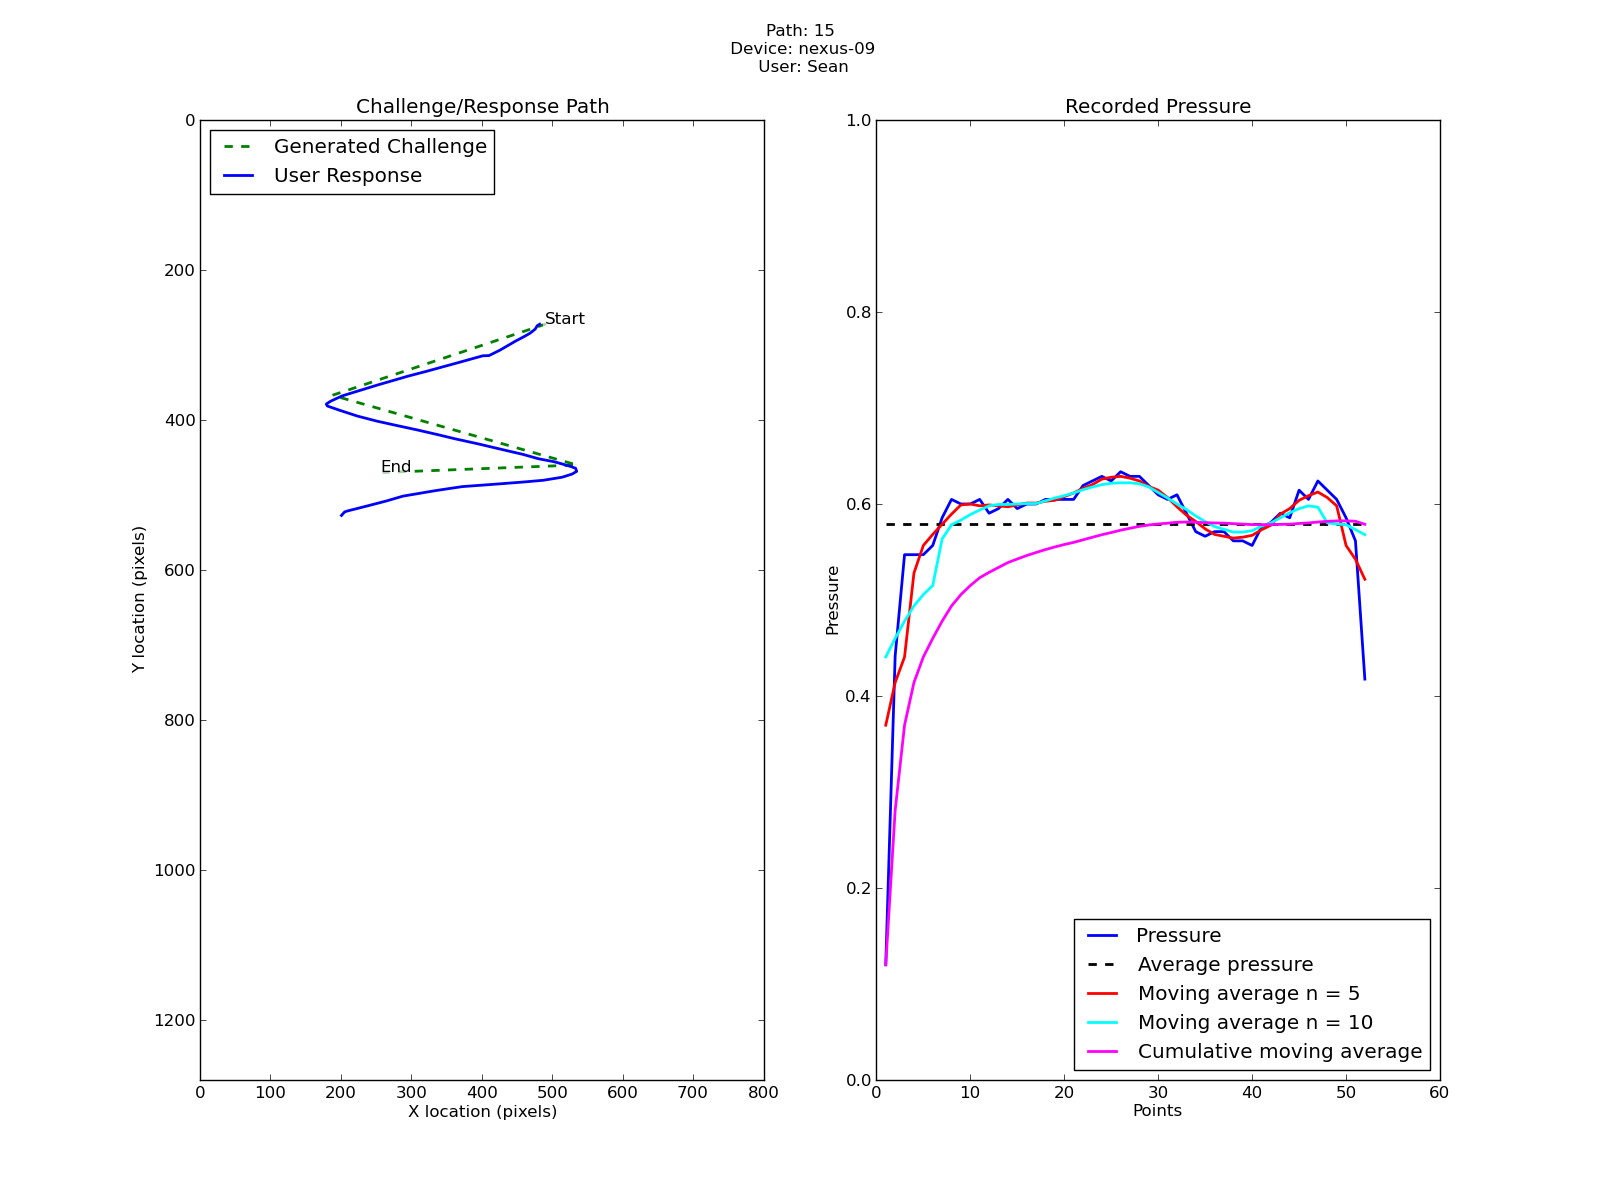 Path: 15
Device: nexus-09
User: Sean
Challenge/Response Path
Generated Challenge
User Response
Start
End
0
200
400
600
800
1000
1200
Y location (pixels)
0 100 200 300 400 500 600 700 800
X location (pixels)
Recorded Pressure
1.0
0.8
0.6
0.4
0.2
0.0
Pressure
Pressure
Average pressure
Moving average n = 5
Moving average n = 10
Cumulative moving average
0 10 20 30 40 50 60
Points